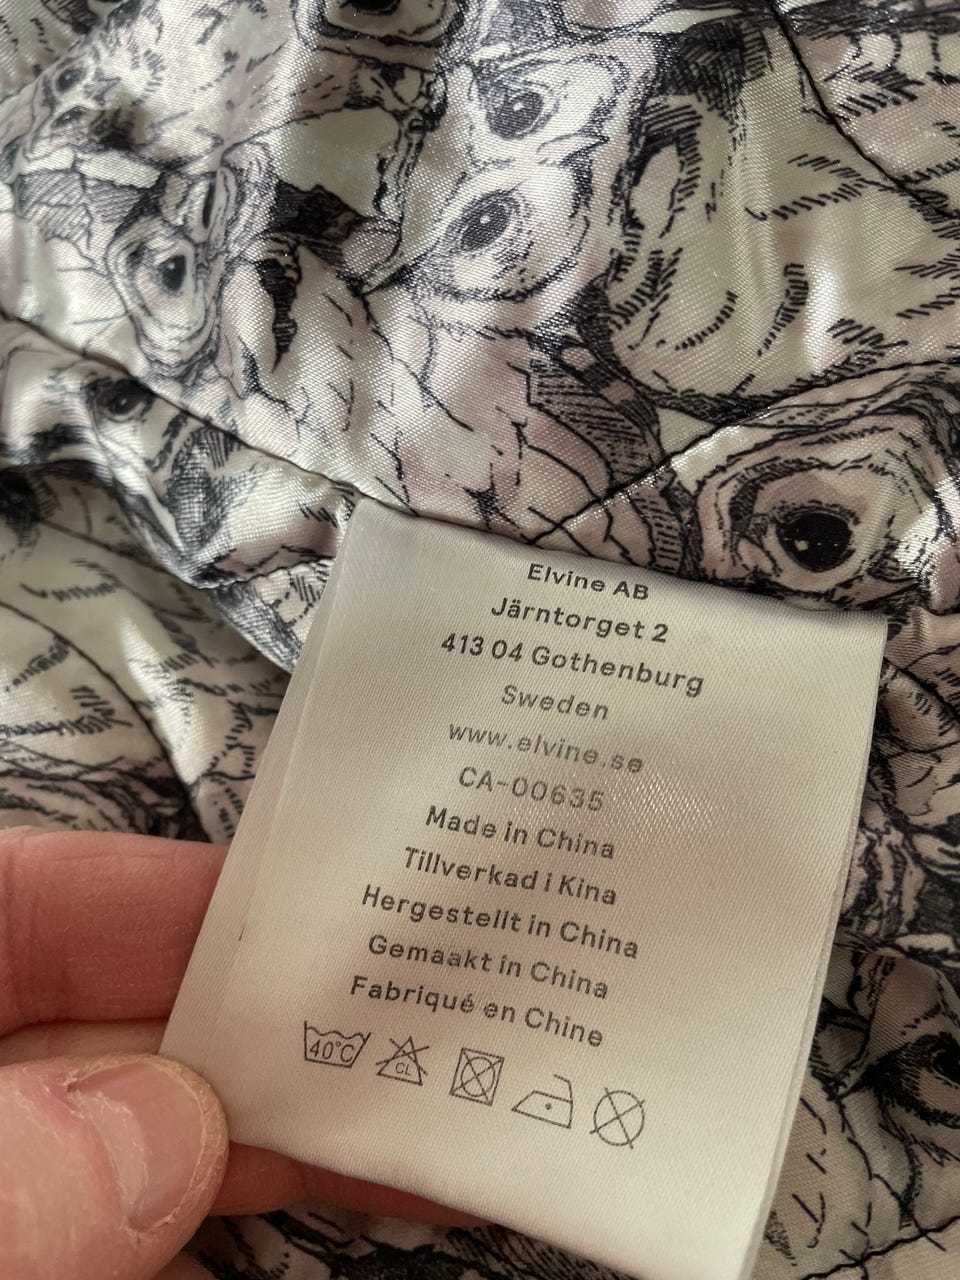 Elvine AB
Järntorget 2
413 04 Gothenburg
Sweden
www.elvine.se
CA-00635
Made in China
Tillverkad i Kina
Hergestellt in China
Gemaakt in China
Fabriqué en Chine
40°C CL